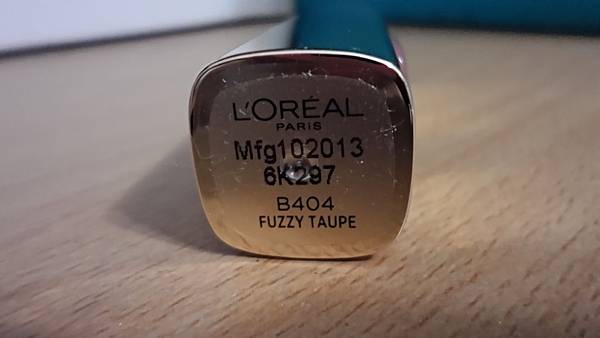 L'ORÉAL
PARIS
Mfg102013
6K297
B404
FUZZY TAUPE